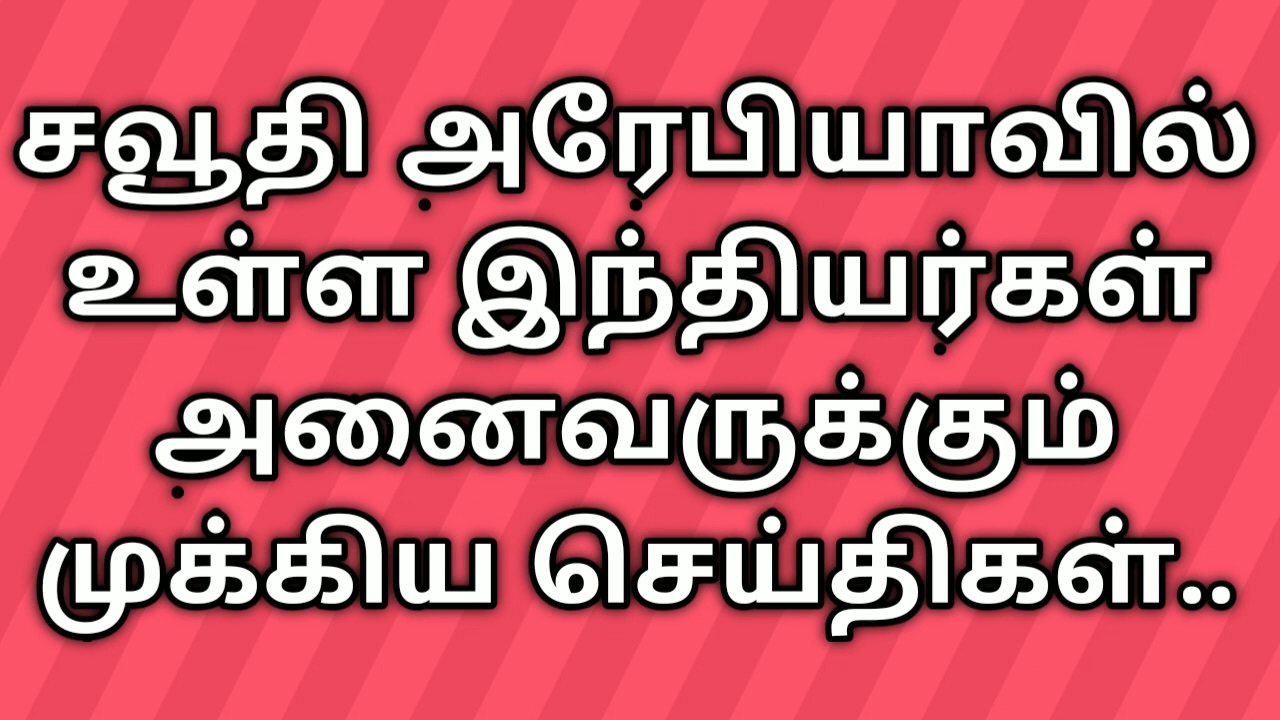 சவூதி அரேபியாவில்
உள்ள இந்தியர்கள்
அனைவருக்கும்
முக்கிய செய்திகள்..